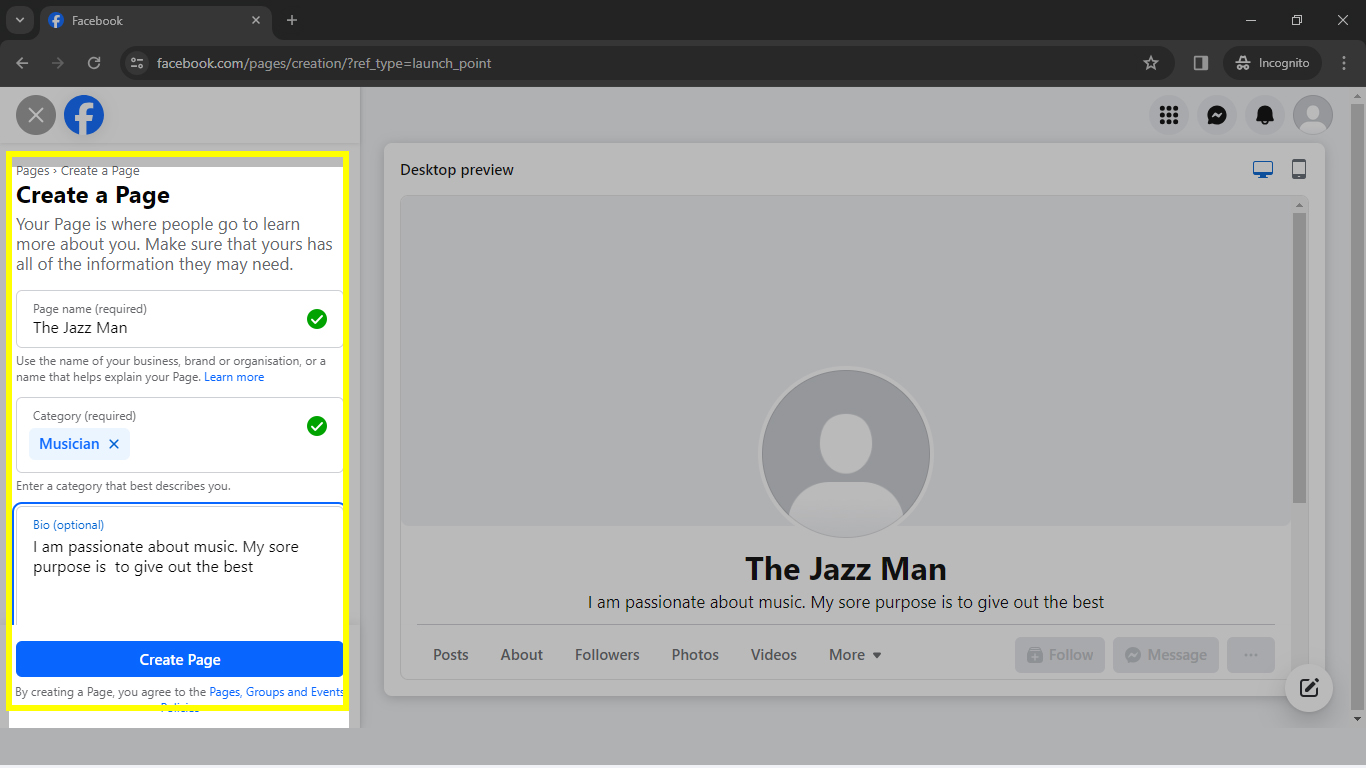 Facebook
facebook.com/pages/creation/?ref_type=launch_point
Incognito
Pages › Create a Page
Create a Page
Your Page is where people go to learn
more about you. Make sure that yours has
all of the information they may need.
Page name (required)
The Jazz Man
Use the name of your business, brand or organisation, or a
name that helps explain your Page. Learn more
Category (required)
Musician
Enter a category that best describes you.
Bio (optional)
I am passionate about music. My sore
purpose is  to give out the best
Create Page
By creating a Page, you agree to the Pages, Groups and Events
Policies
Desktop preview
The Jazz Man
I am passionate about music. My sore purpose is to give out the best
Posts About Followers Photos Videos More Follow Message